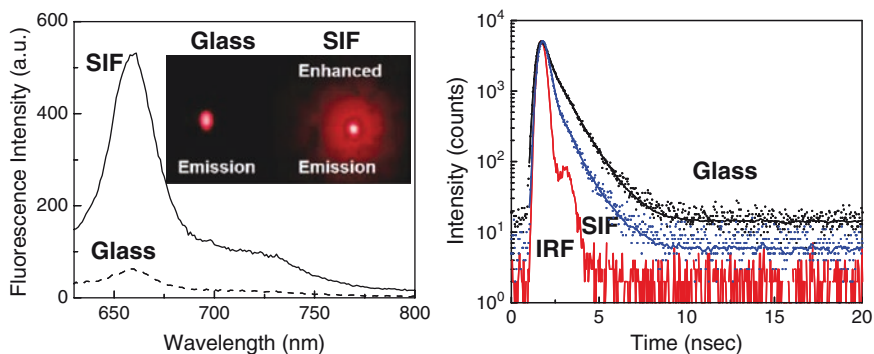 Fluorescence Intensity (a.u.)
600
400
200
0
650
700
750
800
Wavelength (nm)
SIF
Glass
Glass
SIF
Enhanced
Emission
Emission
Intensity (counts)
10⁵
10⁴
10³
10²
10¹
10⁰
0
5
10
15
20
Time (nsec)
Glass
SIF
IRF